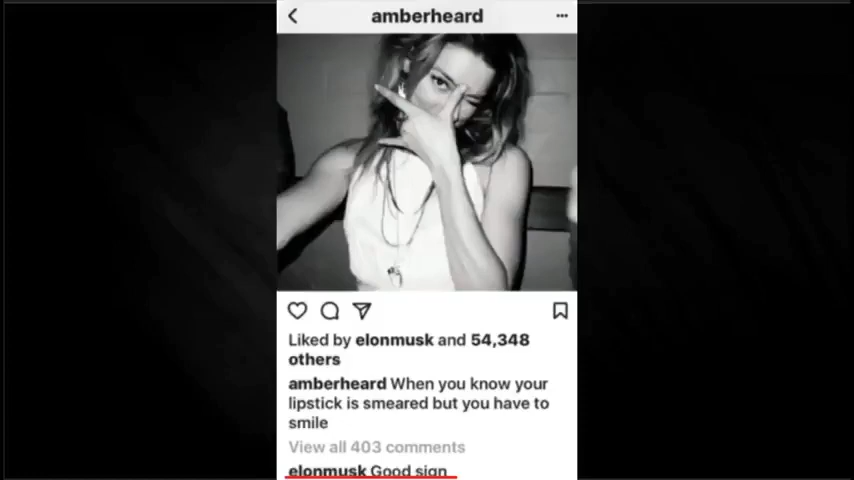 amberheard
Liked by elonmusk and 54,348
others
amberheard When you know your
lipstick is smeared but you have to
smile
View all 403 comments
elonmusk Good sign